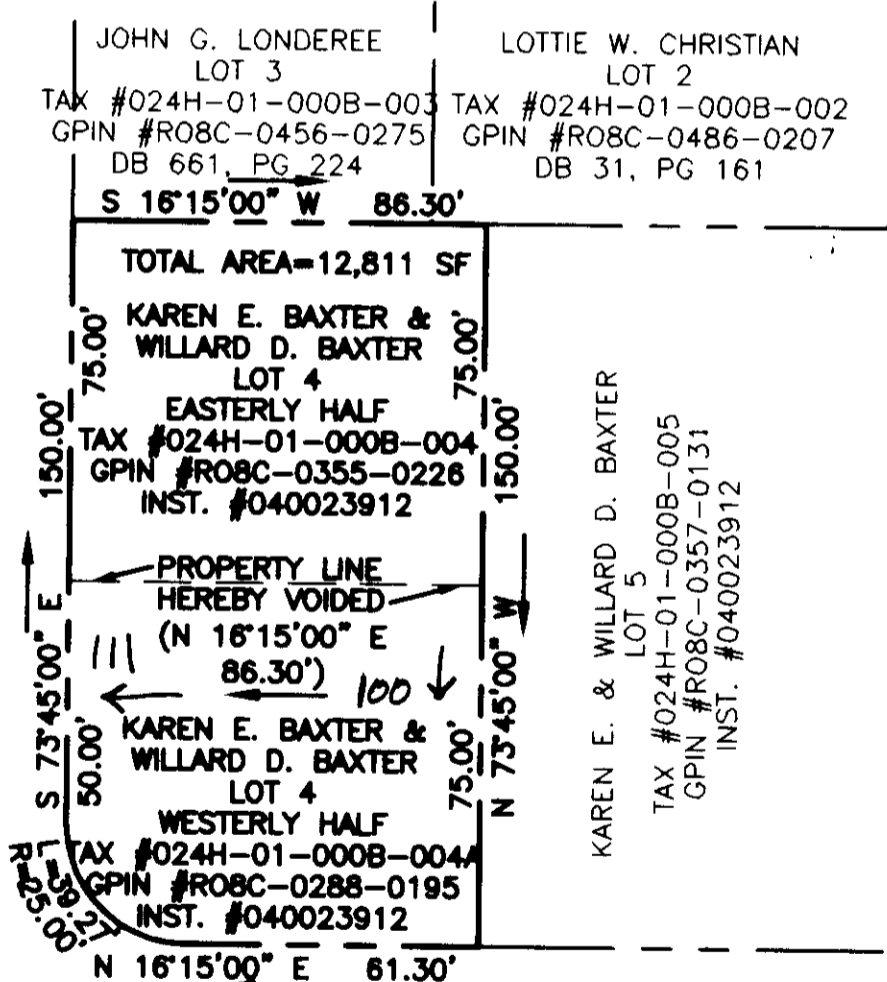 JOHN G. LONDEREE
LOT 3
TAX #024H-01-000B-003
GPIN #R08C-0456-0275
DB 661, PG 224
LOTTIE W. CHRISTIAN
LOT 2
TAX #024H-01-000B-002
GPIN #R08C-0486-0207
DB 31, PG 161
S 16°15'00" W 86.30'
TOTAL AREA=12,811 SF
KAREN E. BAXTER &
WILLARD D. BAXTER
LOT 4
EASTERLY HALF
TAX #024H-01-000B-004
GPIN #R08C-0355-0226
INST. #040023912
75.00'
75.00'
S 73°45'00" E 150.00'
N 73°45'00" W 150.00'
PROPERTY LINE
HEREBY VOIDED
(N 16°15'00" E
86.30')
111
100
KAREN E. BAXTER &
WILLARD D. BAXTER
LOT 4
WESTERLY HALF
TAX #024H-01-000B-004A
GPIN #R08C-0288-0195
INST. #040023912
50.00'
75.00'
L=39.27'
R=25.00'
N 16°15'00" E 61.30'
KAREN E. & WILLARD D. BAXTER
LOT 5
TAX #024H-01-000B-005
GPIN #R08C-0357-0131
INST. #040023912